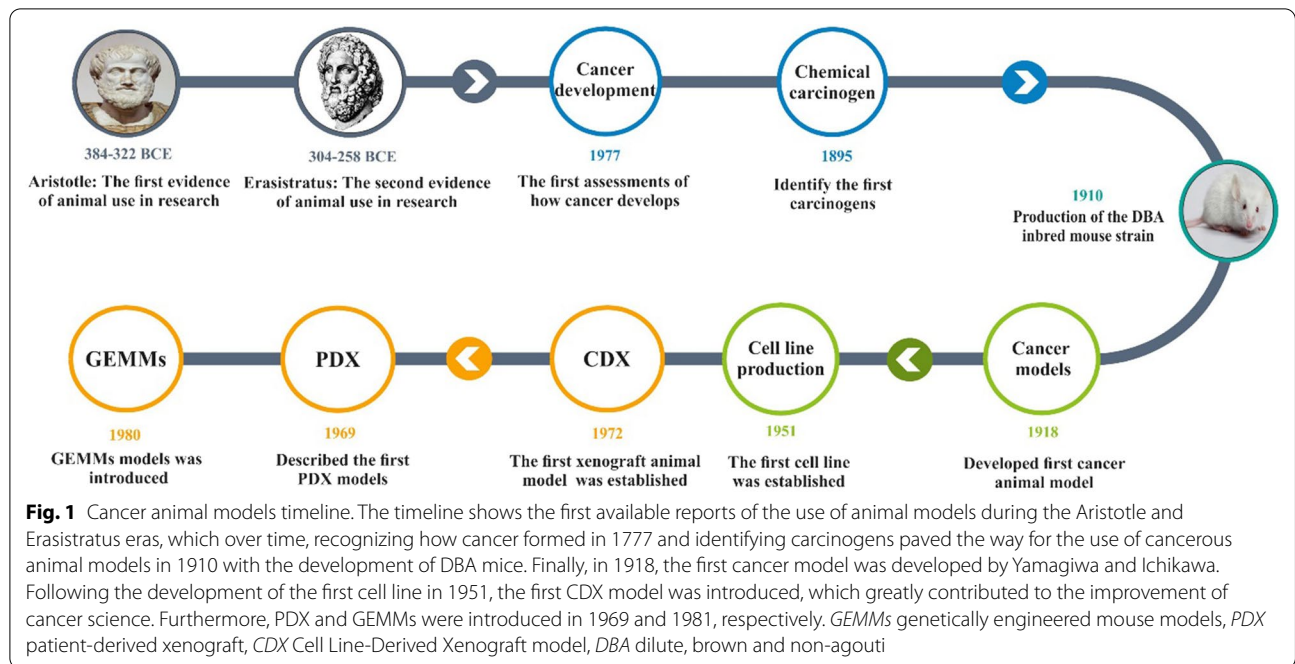 Cancer
development
Chemical
carcinogen
384-322 BCE
Aristotle: The first evidence
of animal use in research
304-258 BCE
Erasistratus: The second evidence
of animal use in research
1977
The first assessments of
how cancer develops
1895
Identify the first
carcinogens
1910
Production of the DBA
inbred mouse strain
GEMMs
PDX
CDX
Cell line
production
Cancer
models
1980
GEMMs models was
introduced
1969
Described the first
PDX models
1972
The first xenograft animal
model was established
1951
The first cell line
was established
1918
Developed first cancer
animal model
Fig. 1 Cancer animal models timeline. The timeline shows the first available reports of the use of animal models during the Aristotle and
Erasistratus eras, which over time, recognizing how cancer formed in 1777 and identifying carcinogens paved the way for the use of cancerous
animal models in 1910 with the development of DBA mice. Finally, in 1918, the first cancer model was developed by Yamagiwa and Ichikawa.
Following the development of the first cell line in 1951, the first CDX model was introduced, which greatly contributed to the improvement of
cancer science. Furthermore, PDX and GEMMs were introduced in 1969 and 1981, respectively. GEMMs genetically engineered mouse models, PDX
patient-derived xenograft, CDX Cell Line-Derived Xenograft model, DBA dilute, brown and non-agouti